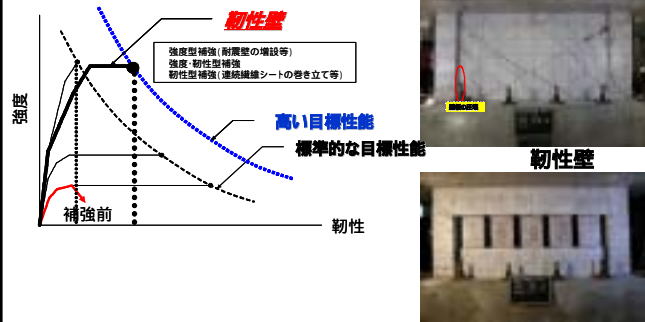 靭性壁
強度型補強(耐震壁の増設等)
強度・靭性型補強
靭性型補強(連続繊維シートの巻き立て等)
強度
高い目標性能
標準的な目標性能
補強前
靭性
靭性壁